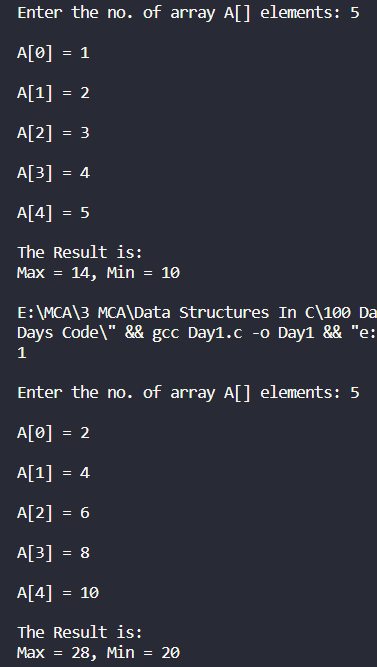 Enter the no. of array A[] elements: 5
A[0] = 1
A[1] = 2
A[2] = 3
A[3] = 4
A[4] = 5
The Result is:
Max = 14, Min = 10
E:\MCA\3 MCA\Data Structures In C\100 Da
Days Code\" && gcc Day1.c -o Day1 && "e:
1
Enter the no. of array A[] elements: 5
A[0] = 2
A[1] = 4
A[2] = 6
A[3] = 8
A[4] = 10
The Result is:
Max = 28, Min = 20